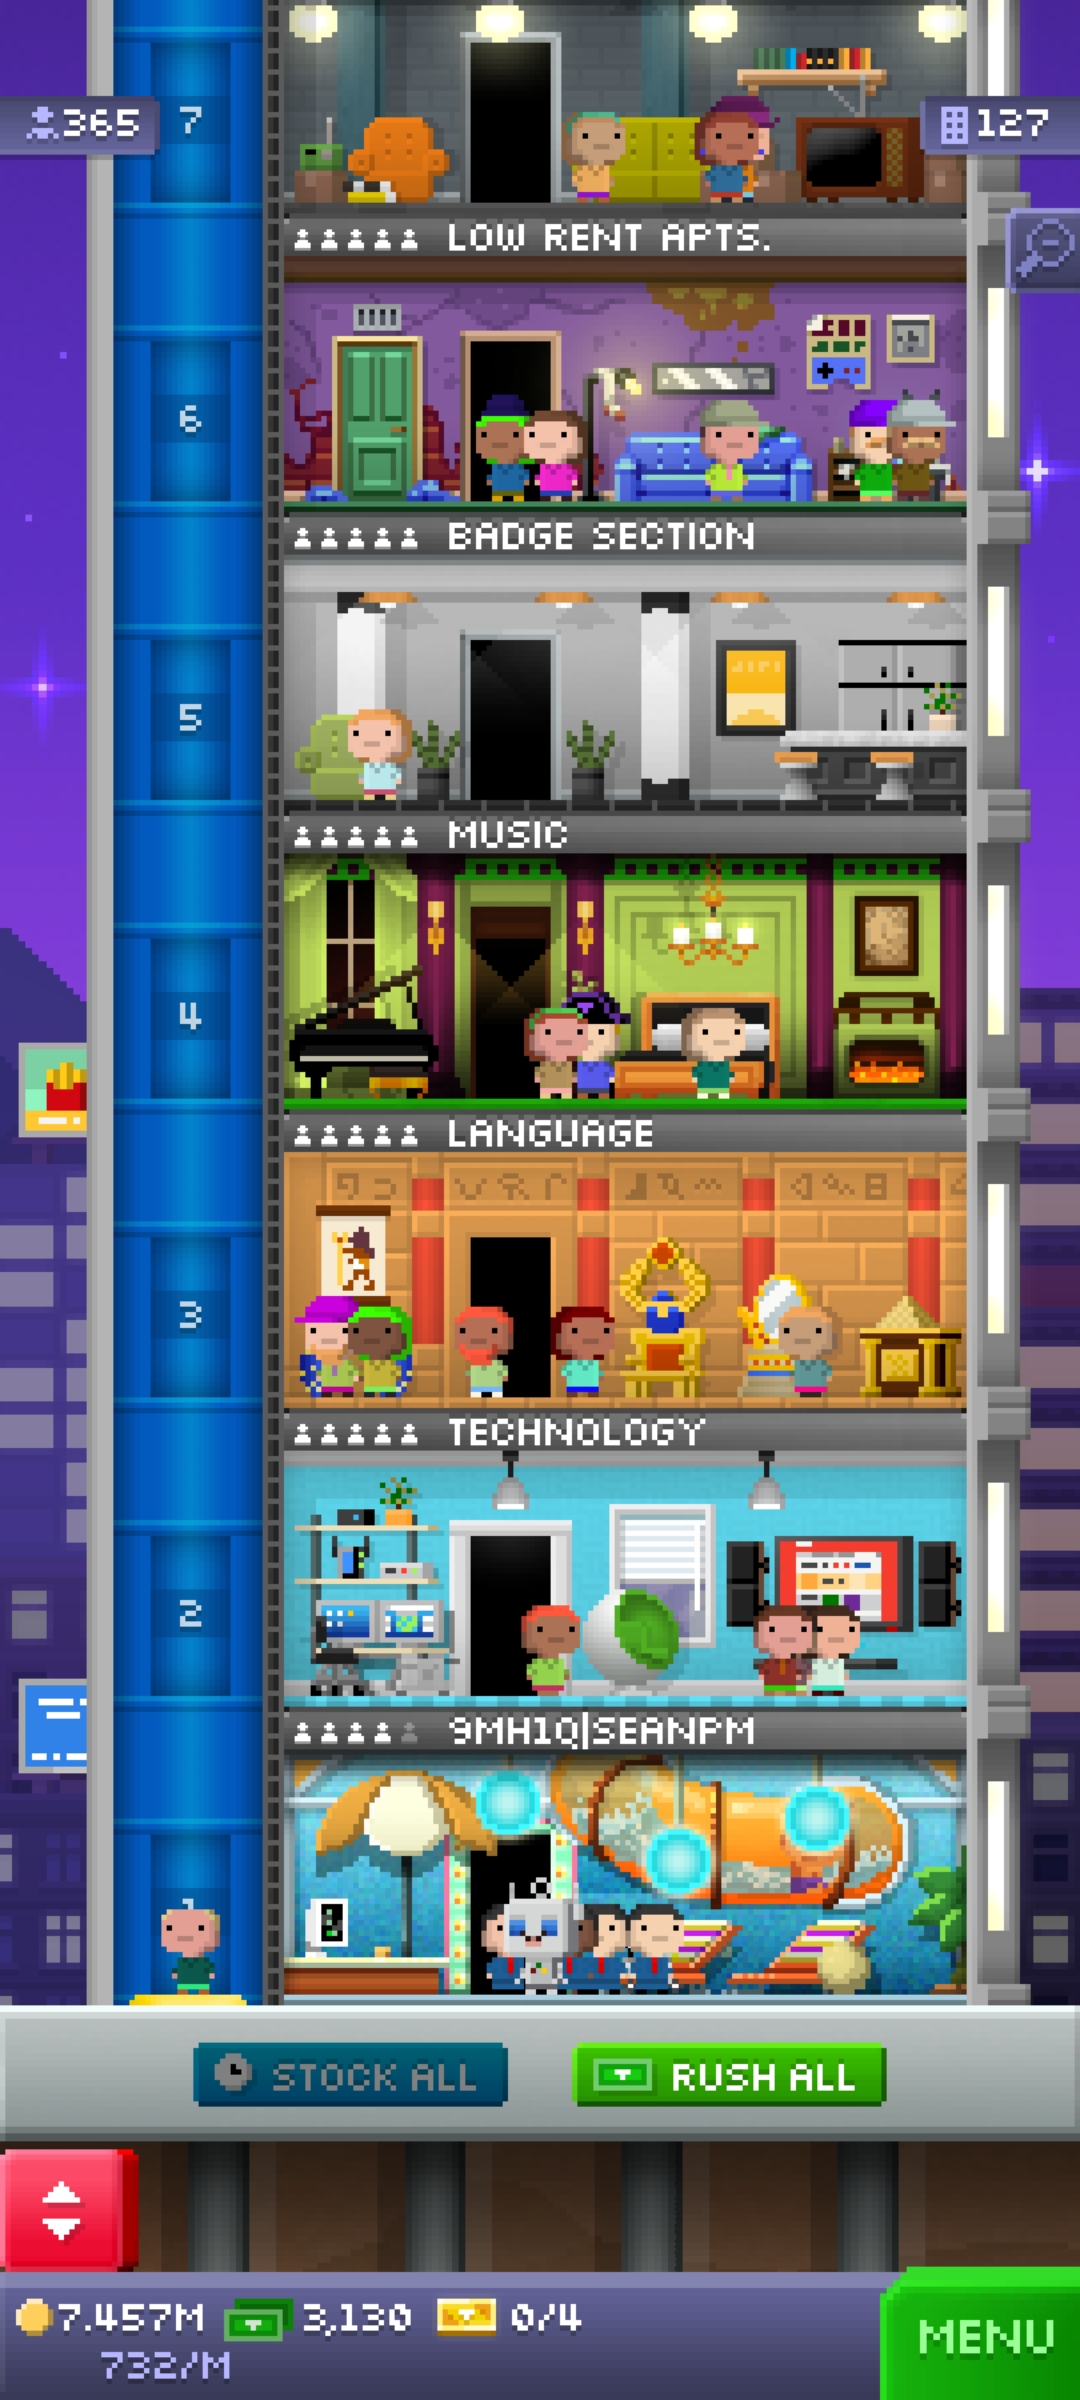 365
7
127
LOW RENT APTS.
6
BADGE SECTION
5
MUSIC
4
LANGUAGE
3
TECHNOLOGY
2
9MH1Q|SEANPM
STOCK ALL
RUSH ALL
7.457M
3,130
0/4
732/M
MENU